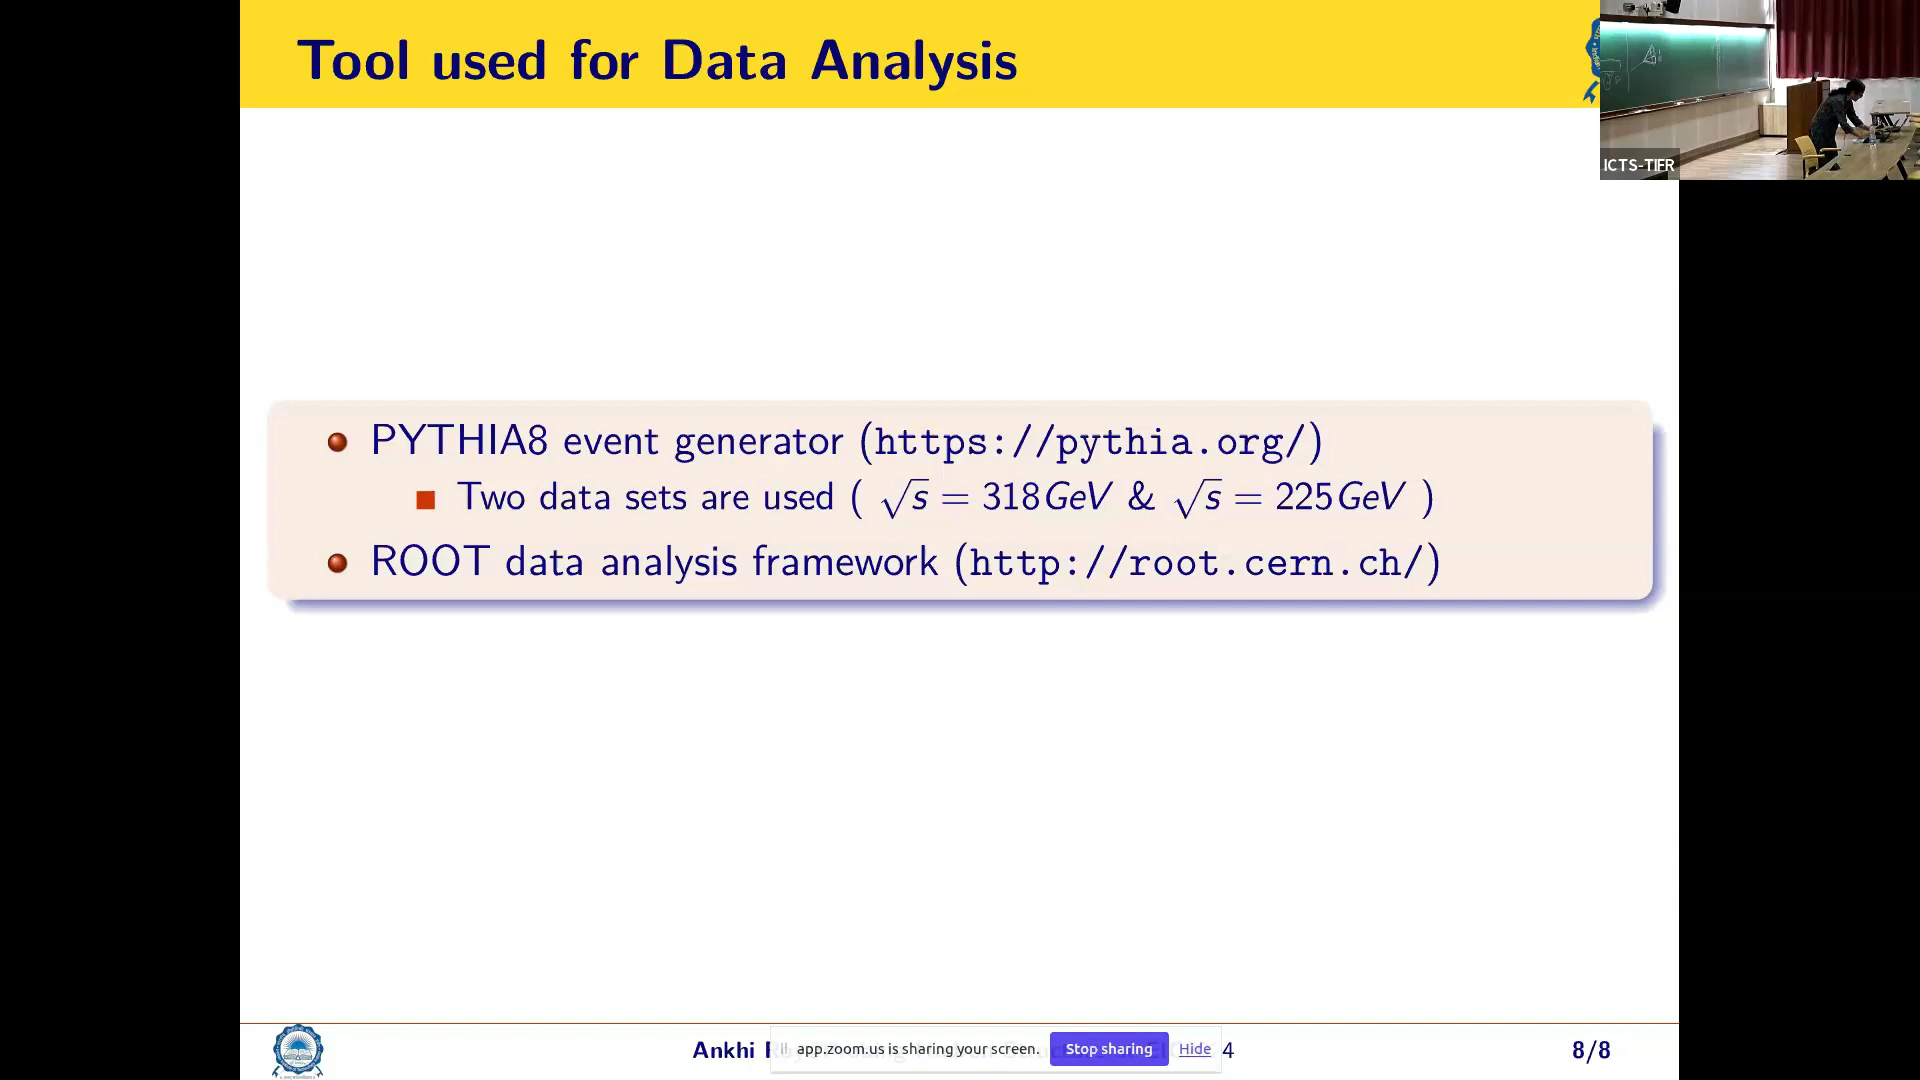 Tool used for Data Analysis
ICTS-TIFR
PYTHIA8 event generator (https://pythia.org/)
Two data sets are used ( √s = 318GeV & √s = 225GeV )
ROOT data analysis framework (http://root.cern.ch/)
Ankhi
app.zoom.us is sharing your screen. Stop sharing Hide
4
8/8